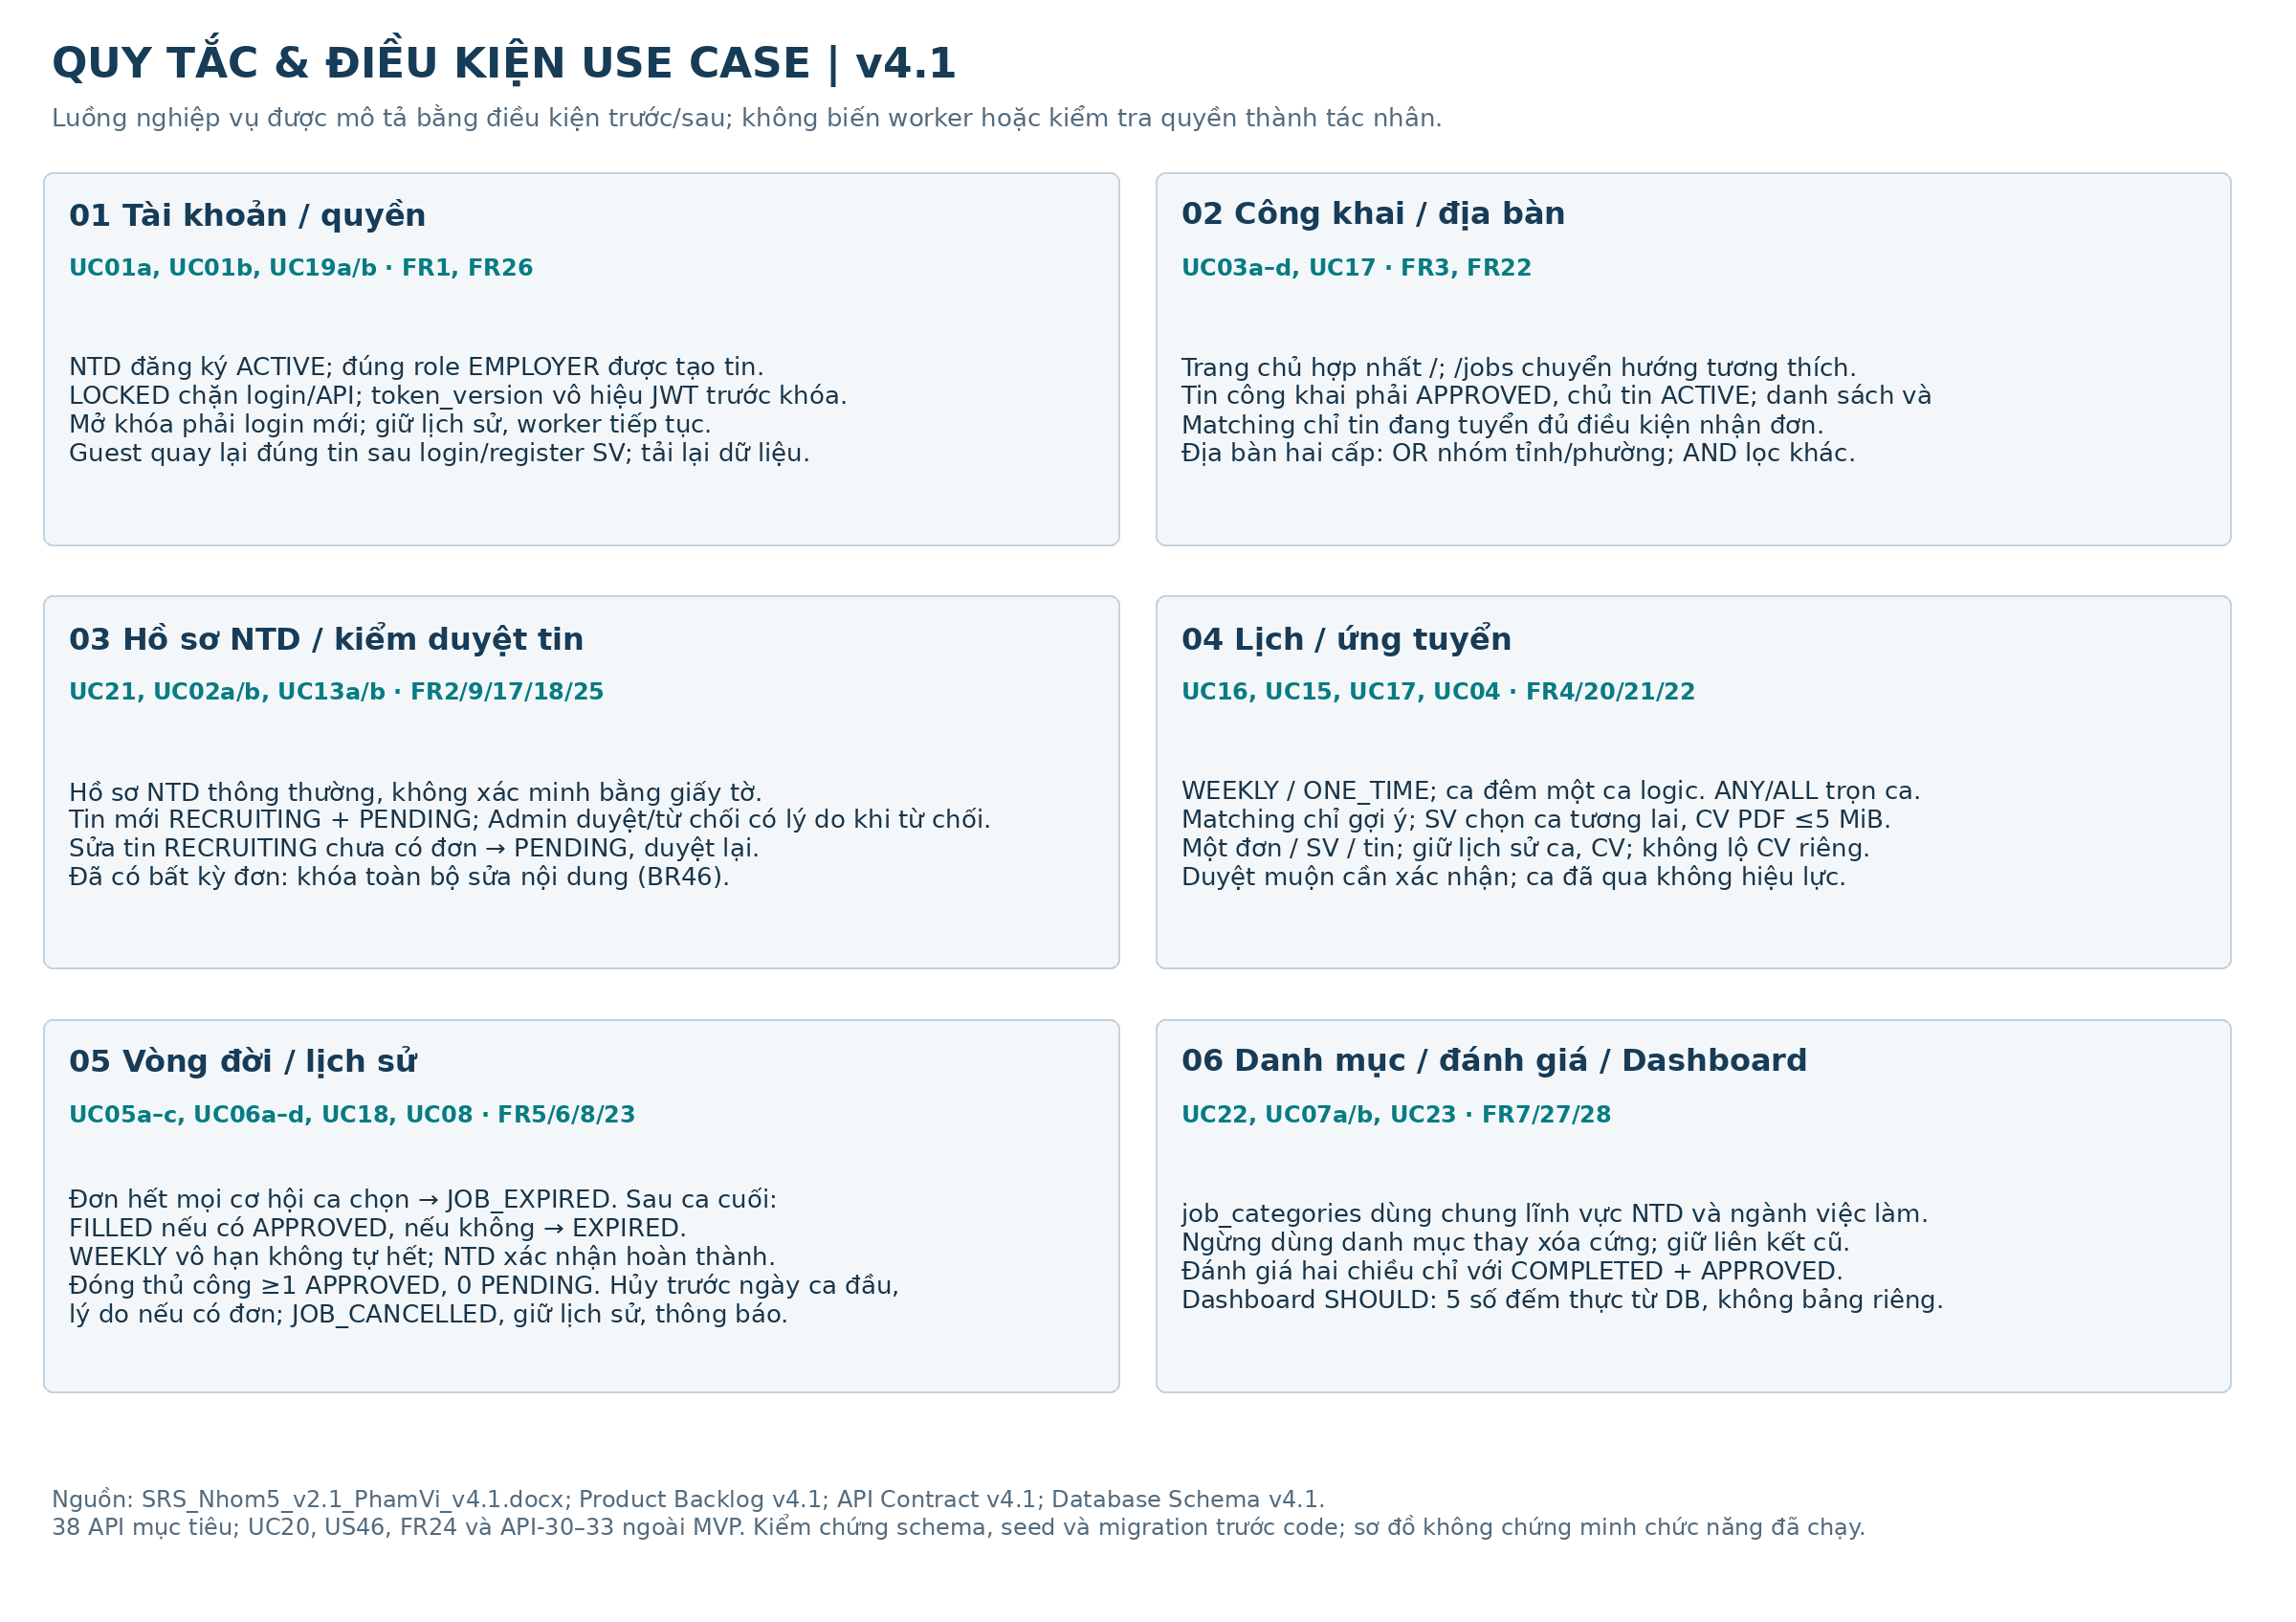 QUY TẮC & ĐIỀU KIỆN USE CASE | v4.1
Luồng nghiệp vụ được mô tả bằng điều kiện trước/sau; không biến worker hoặc kiểm tra quyền thành tác nhân.
01 Tài khoản / quyền
UC01a, UC01b, UC19a/b · FR1, FR26
NTD đăng ký ACTIVE; đúng role EMPLOYER được tạo tin.
LOCKED chặn login/API; token_version vô hiệu JWT trước khóa.
Mở khóa phải login mới; giữ lịch sử, worker tiếp tục.
Guest quay lại đúng tin sau login/register SV; tải lại dữ liệu.
02 Công khai / địa bàn
UC03a–d, UC17 · FR3, FR22
Trang chủ hợp nhất /; /jobs chuyển hướng tương thích.
Tin công khai phải APPROVED, chủ tin ACTIVE; danh sách và
Matching chỉ tin đang tuyển đủ điều kiện nhận đơn.
Địa bàn hai cấp: OR nhóm tỉnh/phường; AND lọc khác.
03 Hồ sơ NTD / kiểm duyệt tin
UC21, UC02a/b, UC13a/b · FR2/9/17/18/25
Hồ sơ NTD thông thường, không xác minh bằng giấy tờ.
Tin mới RECRUITING + PENDING; Admin duyệt/từ chối có lý do khi từ chối.
Sửa tin RECRUITING chưa có đơn → PENDING, duyệt lại.
Đã có bất kỳ đơn: khóa toàn bộ sửa nội dung (BR46).
04 Lịch / ứng tuyển
UC16, UC15, UC17, UC04 · FR4/20/21/22
WEEKLY / ONE_TIME; ca đêm một ca logic. ANY/ALL trọn ca.
Matching chỉ gợi ý; SV chọn ca tương lai, CV PDF ≤5 MiB.
Một đơn / SV / tin; giữ lịch sử ca, CV; không lộ CV riêng.
Duyệt muộn cần xác nhận; ca đã qua không hiệu lực.
05 Vòng đời / lịch sử
UC05a–c, UC06a–d, UC18, UC08 · FR5/6/8/23
Đơn hết mọi cơ hội ca chọn → JOB_EXPIRED. Sau ca cuối:
FILLED nếu có APPROVED, nếu không → EXPIRED.
WEEKLY vô hạn không tự hết; NTD xác nhận hoàn thành.
Đóng thủ công ≥1 APPROVED, 0 PENDING. Hủy trước ngày ca đầu,
lý do nếu có đơn; JOB_CANCELLED, giữ lịch sử, thông báo.
06 Danh mục / đánh giá / Dashboard
UC22, UC07a/b, UC23 · FR7/27/28
job_categories dùng chung lĩnh vực NTD và ngành việc làm.
Ngừng dùng danh mục thay xóa cứng; giữ liên kết cũ.
Đánh giá hai chiều chỉ với COMPLETED + APPROVED.
Dashboard SHOULD: 5 số đếm thực từ DB, không bảng riêng.
Nguồn: SRS_Nhom5_v2.1_PhamVi_v4.1.docx; Product Backlog v4.1; API Contract v4.1; Database Schema v4.1.
38 API mục tiêu; UC20, US46, FR24 và API-30–33 ngoài MVP. Kiểm chứng schema, seed và migration trước code; sơ đồ không chứng minh chức năng đã chạy.